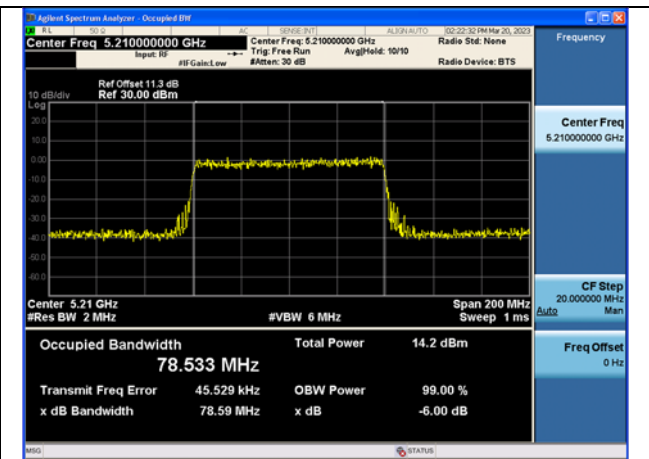 Agilent Spectrum Analyzer - Occupied BW
RL 50 Ω AC SENSE:INT ALIGN AUTO 02:22:32 PM Mar 20, 2023
Center Freq 5.210000000 GHz Center Freq: 5.210000000 GHz Radio Std: None Frequency
Input: RF Trig: Free Run Avg|Hold: 10/10
#IFGain:Low #Atten: 30 dB Radio Device: BTS
Ref Offset 11.3 dB
10 dB/div Ref 30.00 dBm
Log
20.0
10.0
0.00
-10.0
-20.0
-30.0
-40.0
-50.0
-60.0
Center Freq
5.210000000 GHz
Center 5.21 GHz Span 200 MHz
#Res BW 2 MHz #VBW 6 MHz Sweep 1 ms
CF Step
20.000000 MHz
Auto Man
Occupied Bandwidth Total Power 14.2 dBm
78.533 MHz
Freq Offset
0 Hz
Transmit Freq Error 45.529 kHz OBW Power 99.00 %
x dB Bandwidth 78.59 MHz x dB -6.00 dB
MSG STATUS